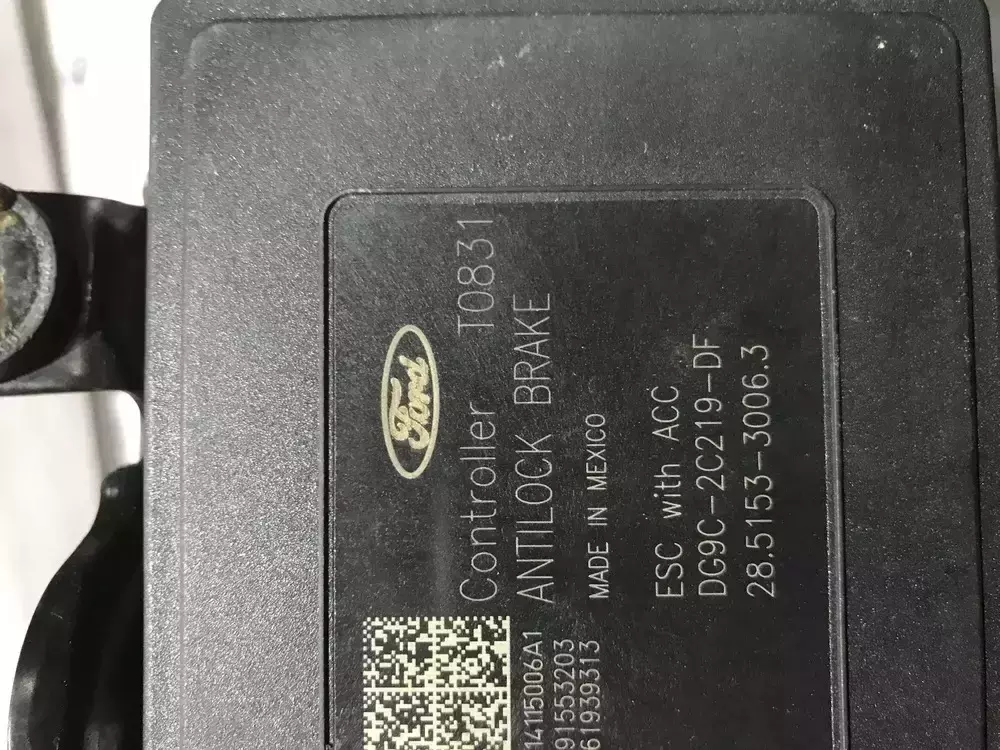 Ford
Controller T0831
ANTILOCK BRAKE
MADE IN MEXICO
ESC with ACC
DG9C-2C219-DF
28.5153-3006.3
14115006A1
91553203
61939313